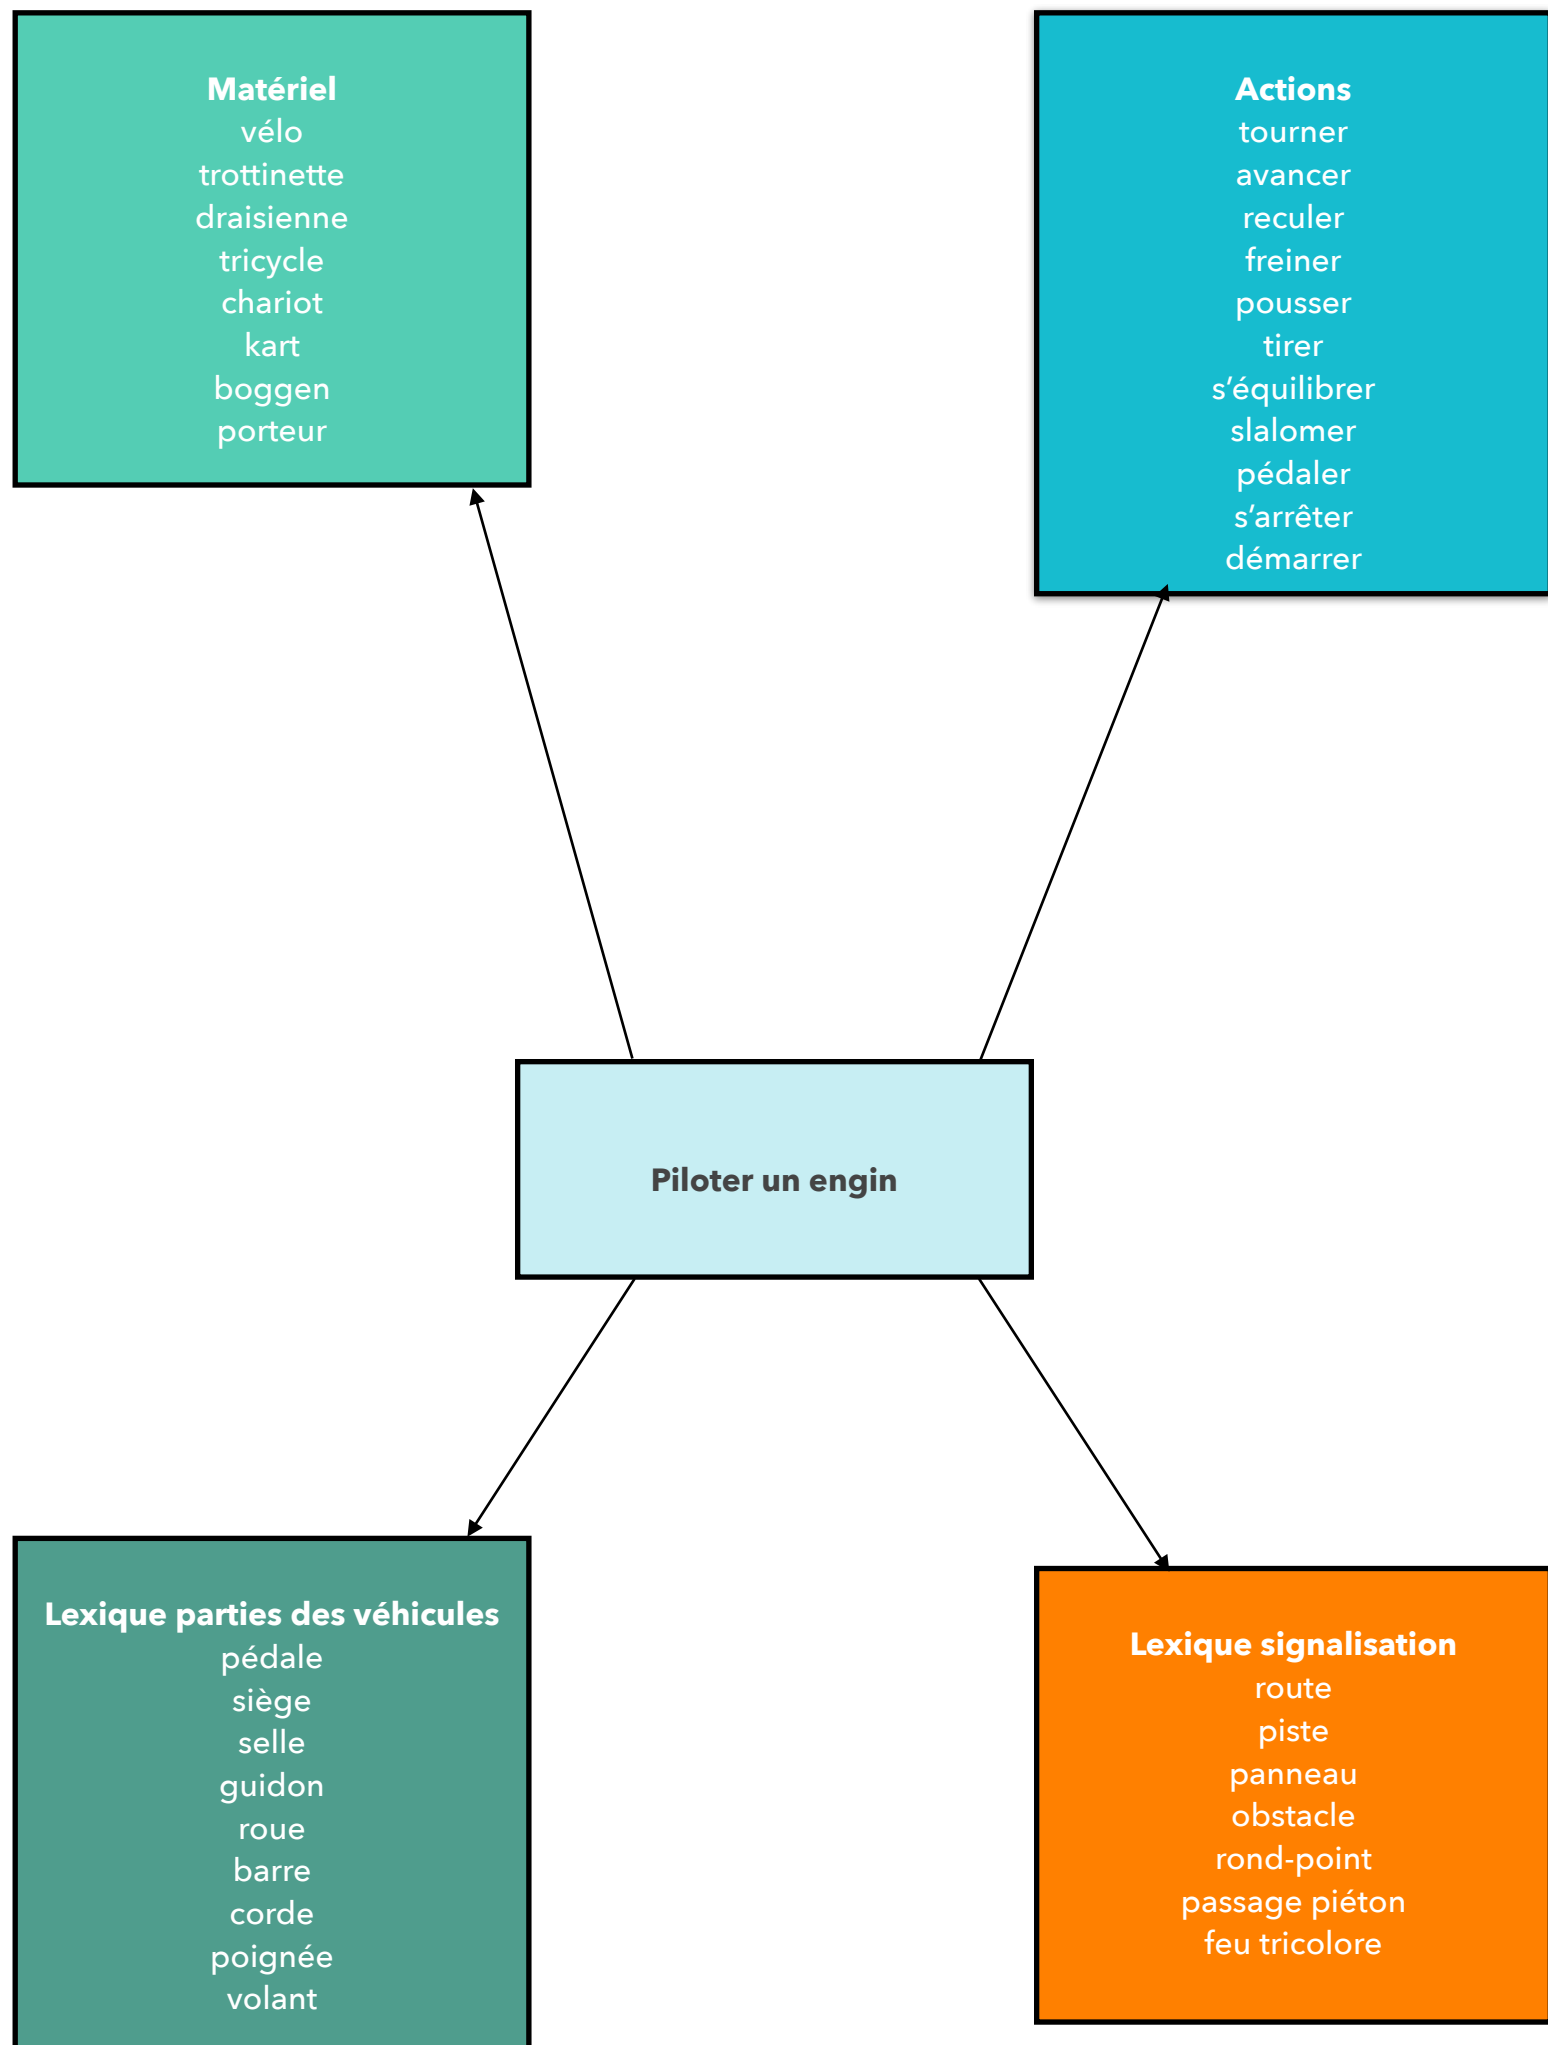 Matériel
vélo
trottinette
draisienne
tricycle
chariot
kart
boggen
porteur
Actions
tourner
avancer
reculer
freiner
pousser
tirer
s’équilibrer
slalomer
pédaler
s’arrêter
démarrer
Piloter un engin
Lexique parties des véhicules
pédale
siège
selle
guidon
roue
barre
corde
poignée
volant
Lexique signalisation
route
piste
panneau
obstacle
rond-point
passage piéton
feu tricolore